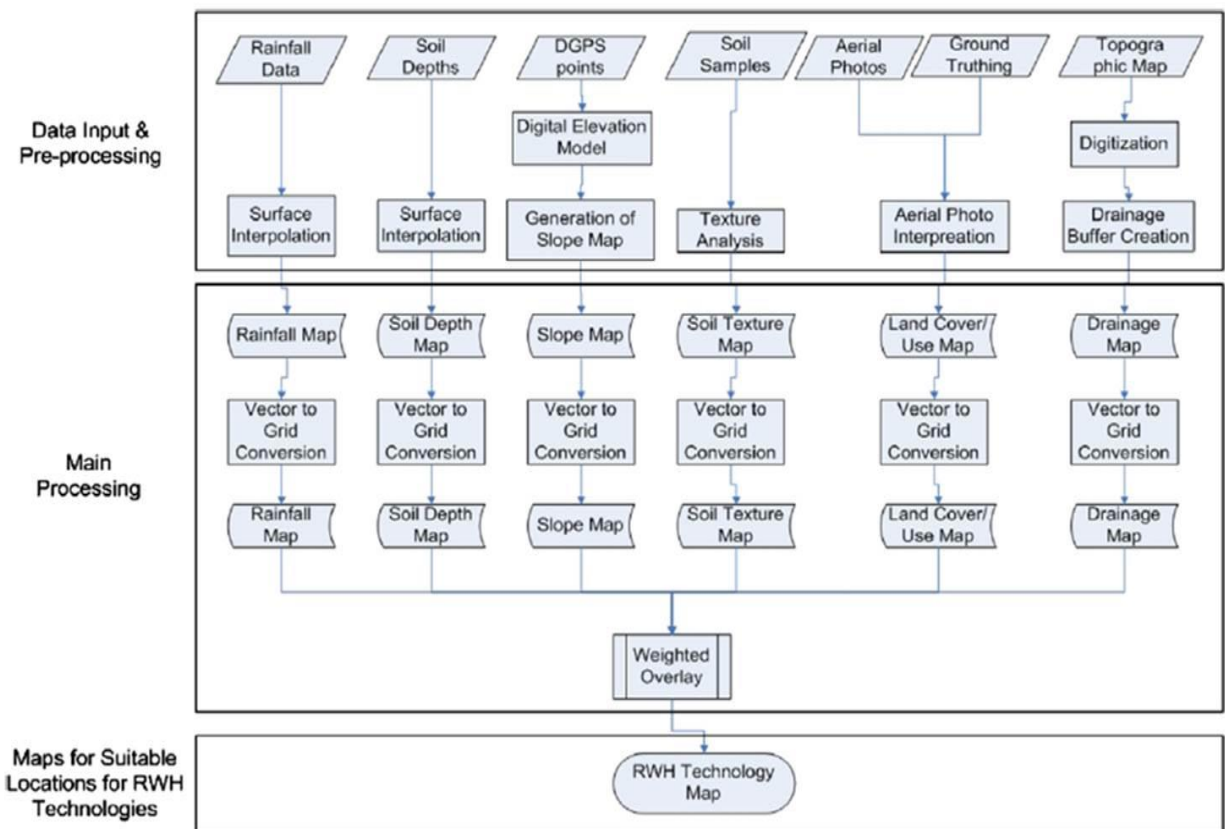 Data Input &
Pre-processing
Rainfall
Data
Soil
Depths
DGPS
points
Soil
Samples
Aerial
Photos
Ground
Truthing
Topogra
phic Map
Digital Elevation
Model
Digitization
Surface
Interpolation
Surface
Interpolation
Generation of
Slope Map
Texture
Analysis
Aerial Photo
Interpreation
Drainage
Buffer Creation
Main
Processing
Rainfall Map
Soil Depth
Map
Slope Map
Soil Texture
Map
Land Cover/
Use Map
Drainage
Map
Vector to
Grid
Conversion
Vector to
Grid
Conversion
Vector to
Grid
Conversion
Vector to
Grid
Conversion
Vector to
Grid
Conversion
Vector to
Grid
Conversion
Rainfall
Map
Soil Depth
Map
Slope Map
Soil Texture
Map
Land Cover/
Use Map
Drainage
Map
Weighted
Overlay
Maps for Suitable
Locations for RWH
Technologies
RWH Technology
Map